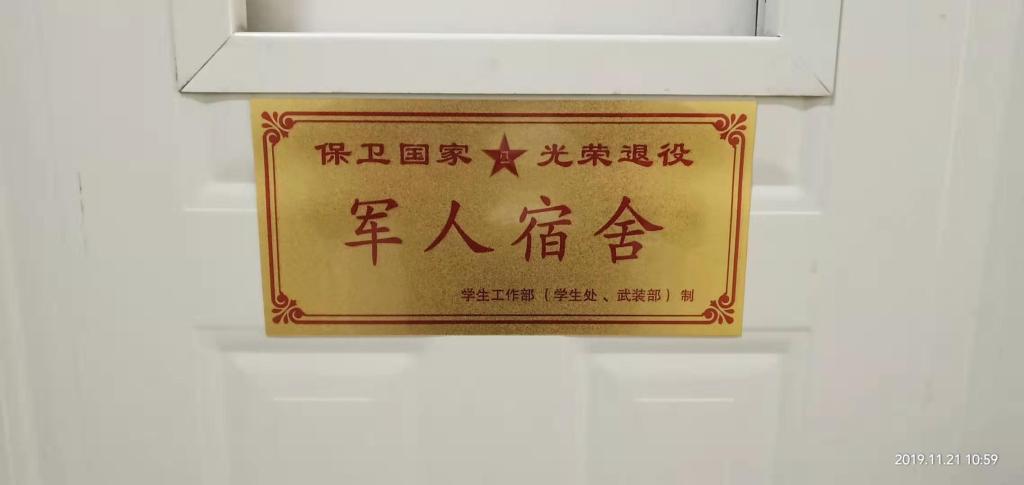 保卫国家 光荣退役
军人宿舍
学生工作部（学生处、武装部）制
2019.11.21 10:59